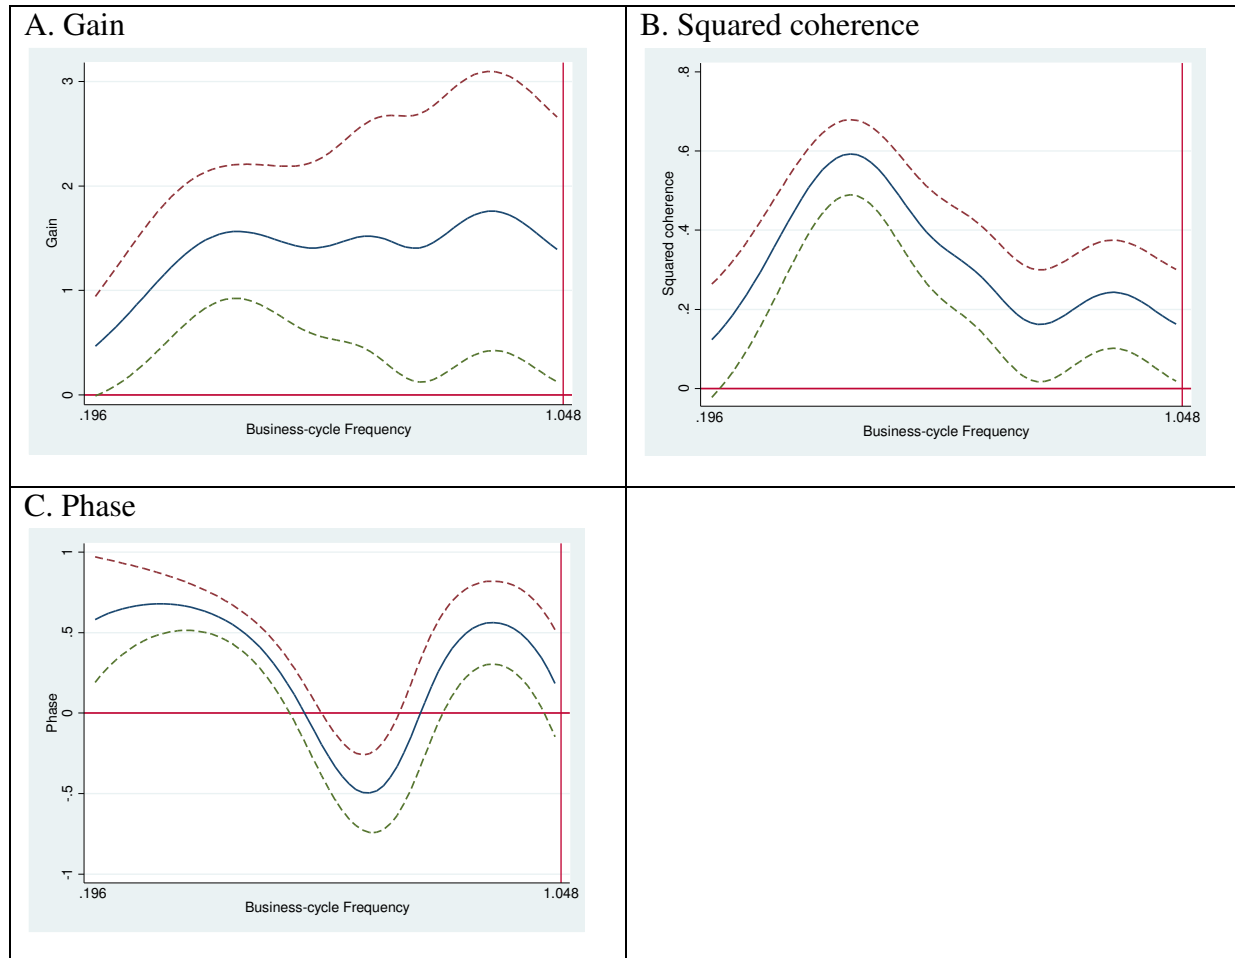 A. Gain
3
2
1
0
Gain
.196
1.048
Business-cycle Frequency
B. Squared coherence
.8
.6
.4
.2
0
Squared coherence
.196
1.048
Business-cycle Frequency
C. Phase
1
.5
0
-.5
-1
Phase
.196
1.048
Business-cycle Frequency